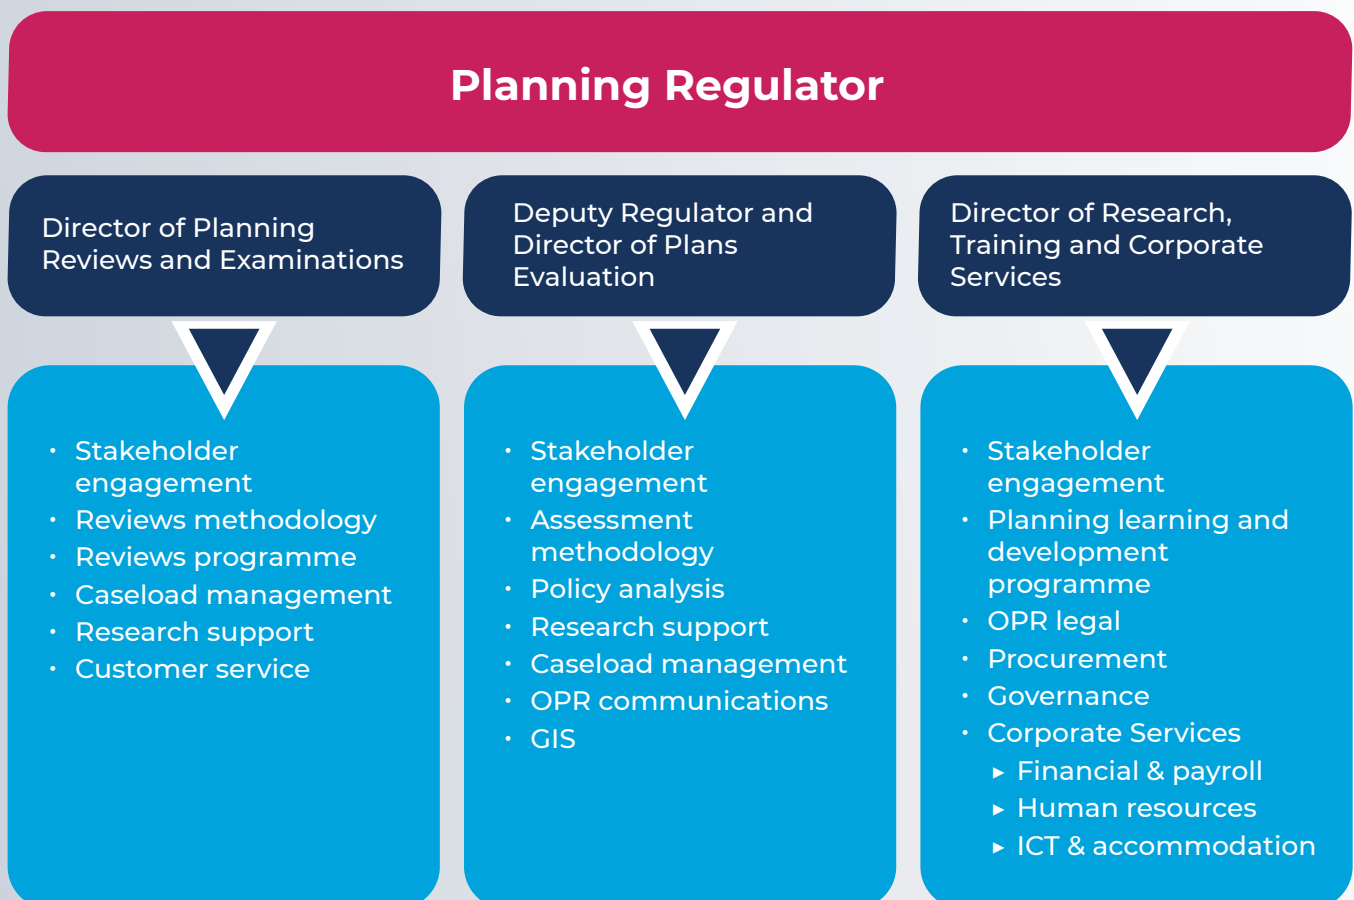 Planning Regulator
Director of Planning
Reviews and Examinations
Deputy Regulator and
Director of Plans
Evaluation
Director of Research,
Training and Corporate
Services
· Stakeholder
engagement
· Reviews methodology
· Reviews programme
· Caseload management
· Research support
· Customer service
· Stakeholder
engagement
· Assessment
methodology
· Policy analysis
· Research support
· Caseload management
· OPR communications
· GIS
· Stakeholder
engagement
· Planning learning and
development
programme
· OPR legal
· Procurement
· Governance
· Corporate Services
▸ Financial & payroll
▸ Human resources
▸ ICT & accommodation